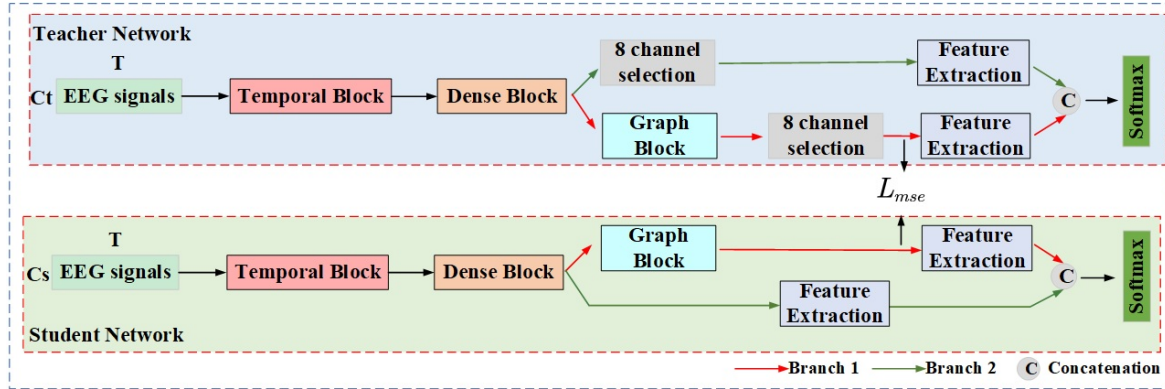 Teacher Network
T
Ct
EEG signals
Temporal Block
Dense Block
8 channel
selection
Feature
Extraction
Graph
Block
8 channel
selection
Feature
Extraction
C
Softmax
L_mse
T
Cs
EEG signals
Temporal Block
Dense Block
Graph
Block
Feature
Extraction
Feature
Extraction
C
Softmax
Student Network
Branch 1
Branch 2
C Concatenation